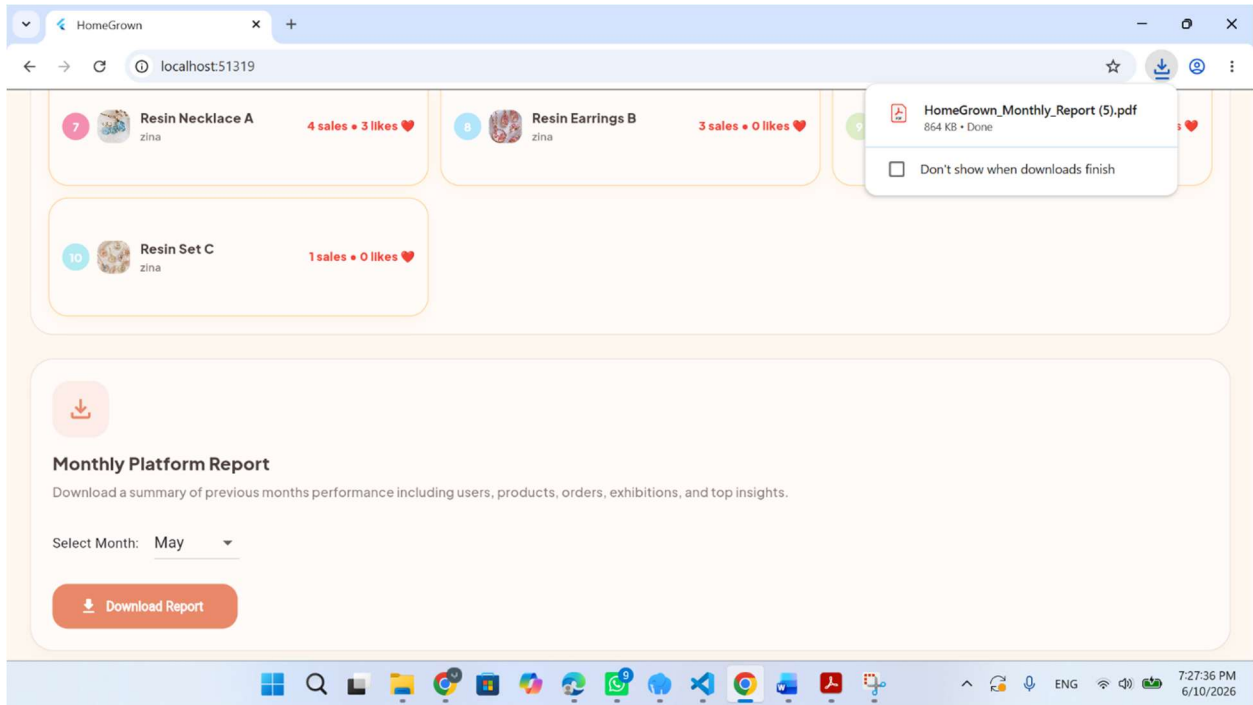 HomeGrown
localhost:51319
HomeGrown_Monthly_Report (5).pdf
864 KB • Done
Don't show when downloads finish
7
Resin Necklace A
zina
4 sales • 3 likes ❤️
8
Resin Earrings B
zina
3 sales • 0 likes ❤️
9
s ❤️
10
Resin Set C
zina
1 sales • 0 likes ❤️
Monthly Platform Report
Download a summary of previous months performance including users, products, orders, exhibitions, and top insights.
Select Month: May
Download Report
9
ENG
7:27:36 PM
6/10/2026